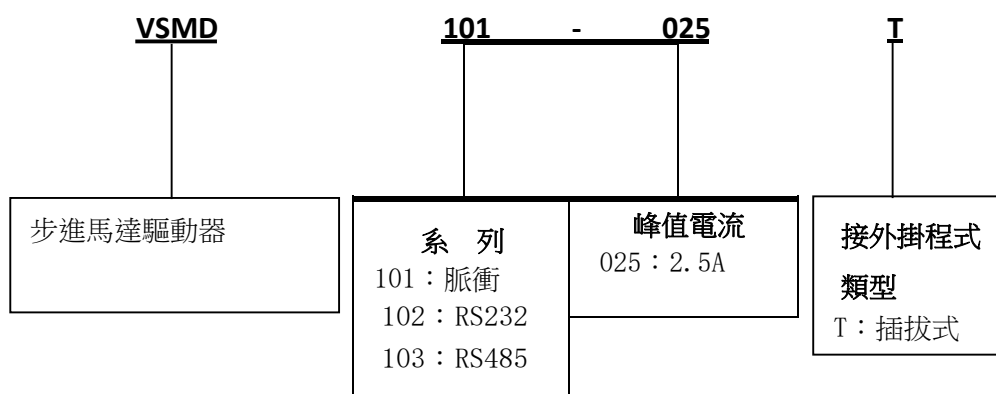 VSMD 101 - 025 T
步進馬達驅動器
系 列
101：脈衝
102：RS232
103：RS485
峰值電流
025：2.5A
接外掛程式
類型
T：插拔式